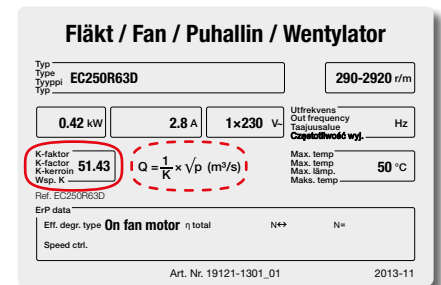 Fläkt / Fan / Puhallin / Wentylator
Typ
Type
Tyyppi
Typ
EC250R63D
290-2920 r/m
0.42 kW
2.8 A
1×230 V~
Utfrekvens
Out frequency
Taajuusalue
Częstotliwość wyj.
Hz
K-faktor
K-factor
K-kerroin
Wsp. K
51.43
Q = 1/K × √p (m³/s)
Max. temp
Max. temp
Max. lämp.
Maks. temp
50 °C
Ref. EC250R63D
ErP data
Eff. degr. type On fan motor η total N↔ N=
Speed ctrl.
Art. Nr. 19121-1301_01 2013-11